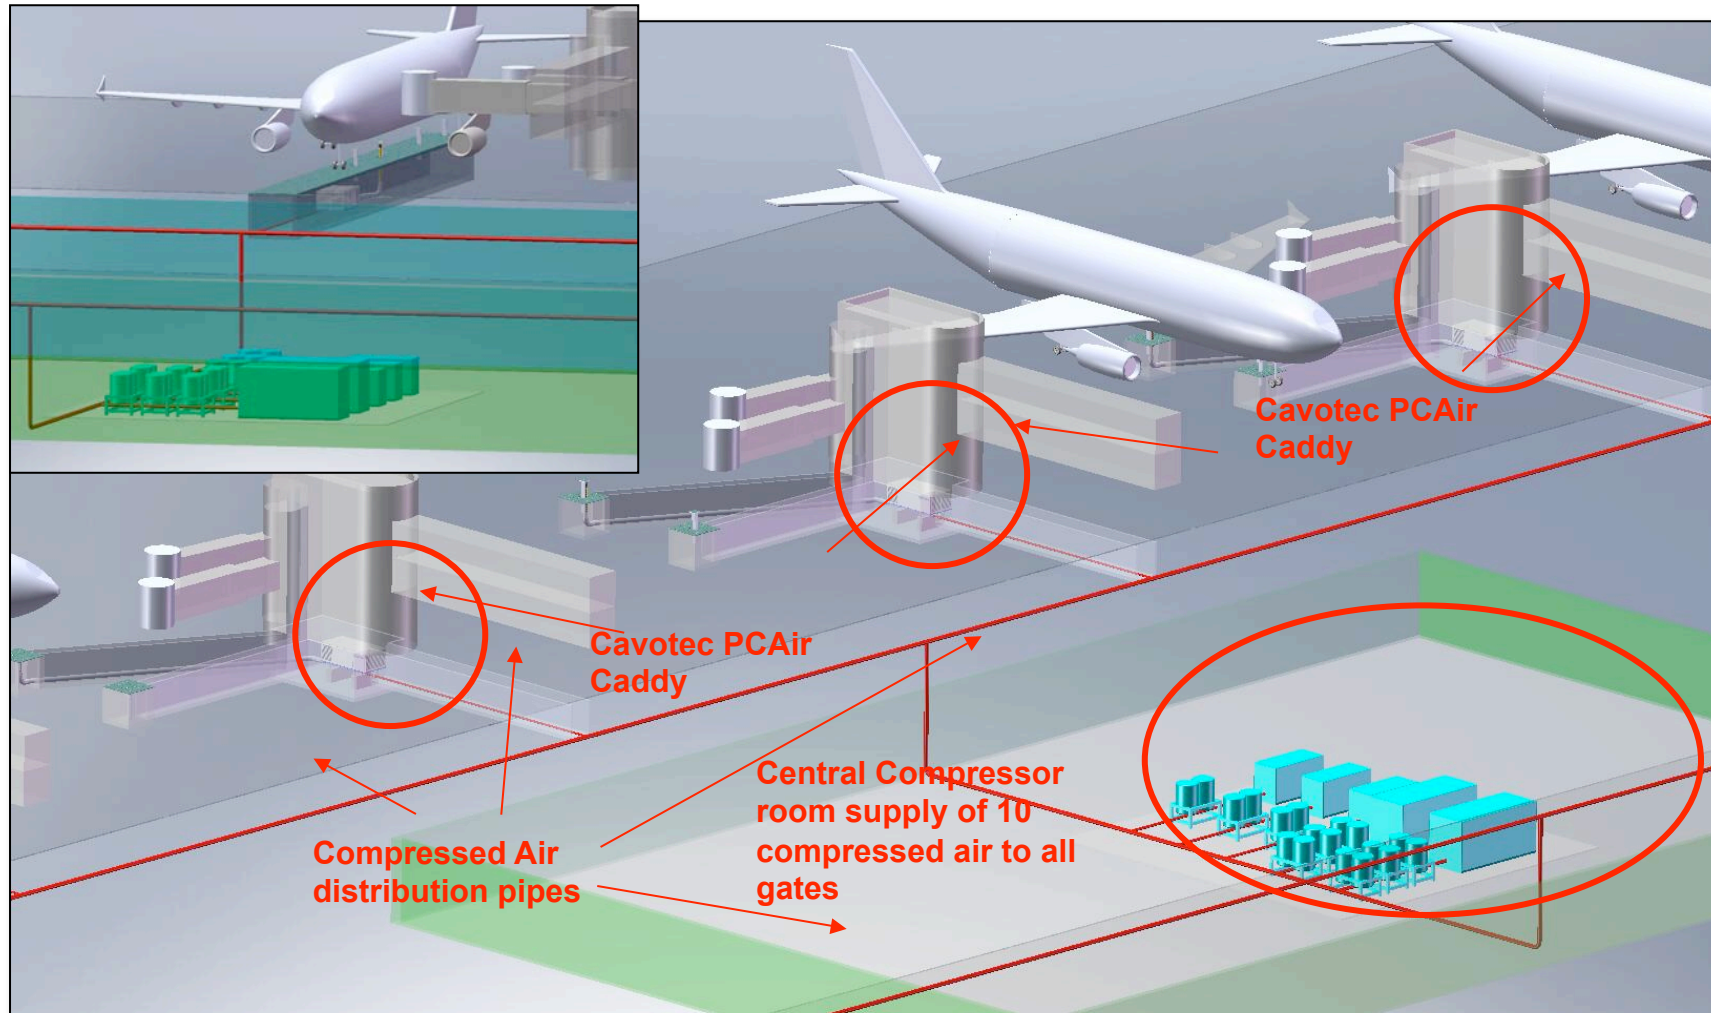 Cavotec PCAir
Caddy
Cavotec PCAir
Caddy
Central Compressor
room supply of 10
compressed air to all
gates
Compressed Air
distribution pipes